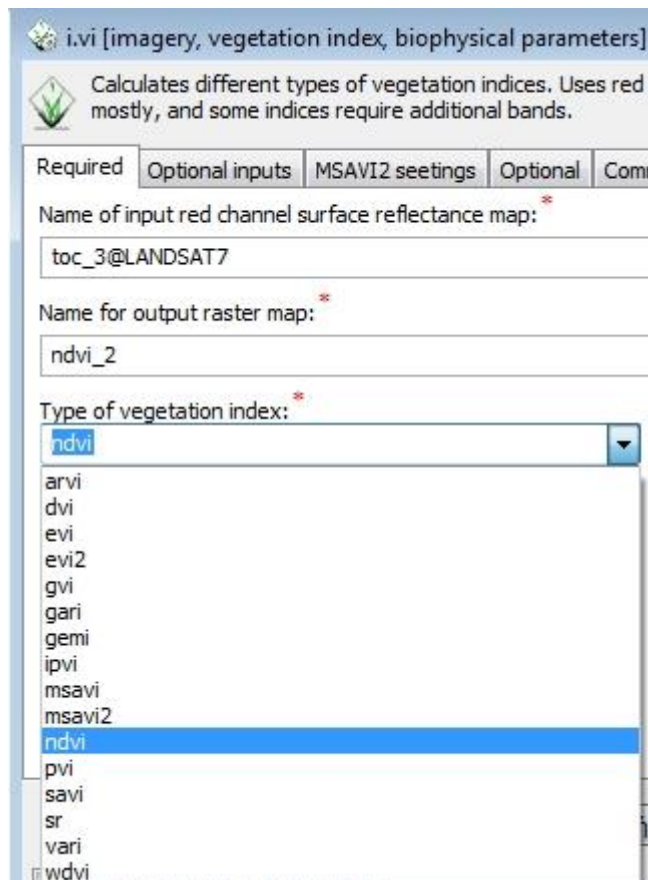 i.vi [imagery, vegetation index, biophysical parameters]
Calculates different types of vegetation indices. Uses red
mostly, and some indices require additional bands.
Required Optional inputs MSAVI2 seetings Optional
Name of input red channel surface reflectance map: *
toc_3@LANDSAT7
Name for output raster map: *
ndvi_2
Type of vegetation index: *
ndvi
arvi
dvi
evi
evi2
gvi
gari
gemi
ipvi
msavi
msavi2
ndvi
pvi
savi
sr
vari
wdvi